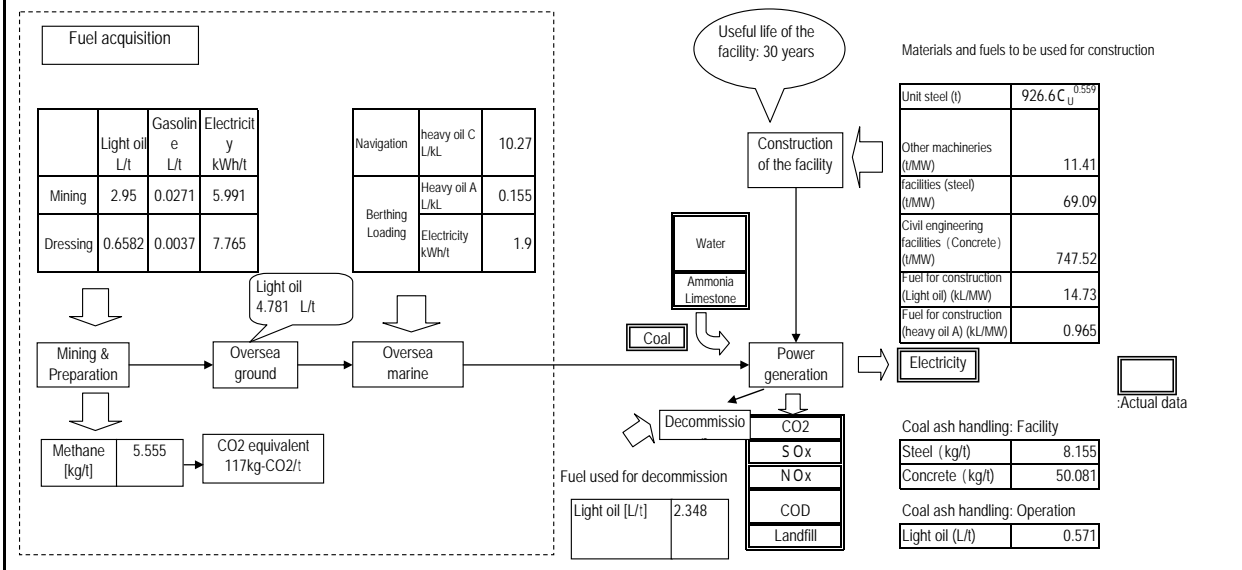 Fuel acquisition
Light oil
L/t
Gasolin
e
L/t
Electricit
y
kWh/t
Mining 2.95 0.0271 5.991
Dressing 0.6582 0.0037 7.765
Navigation
heavy oil C
L/kL
10.27
Berthing
Loading
Heavy oil A
L/kL
0.155
Electricity
kWh/t
1.9
Light oil
4.781 L/t
Mining &
Preparation
Oversea
ground
Oversea
marine
Methane
[kg/t]
5.555
CO2 equivalent
117kg-CO2/t
Useful life of the
facility: 30 years
Construction
of the facility
Water
Ammonia
Limestone
Coal
Power
generation
Electricity
Decommissio
CO2
SOx
NOx
COD
Landfill
Fuel used for decommission
Light oil [L/t] 2.348
Materials and fuels to be used for construction
Unit steel (t) 926.6C_U^0.559
Other machineries
(t/MW) 11.41
facilities (steel)
(t/MW) 69.09
Civil engineering
facilities (Concrete)
(t/MW) 747.52
Fuel for construction
(Light oil) (kL/MW) 14.73
Fuel for construction
(heavy oil A) (kL/MW) 0.965
:Actual data
Coal ash handling: Facility
Steel (kg/t) 8.155
Concrete (kg/t) 50.081
Coal ash handling: Operation
Light oil (L/t) 0.571